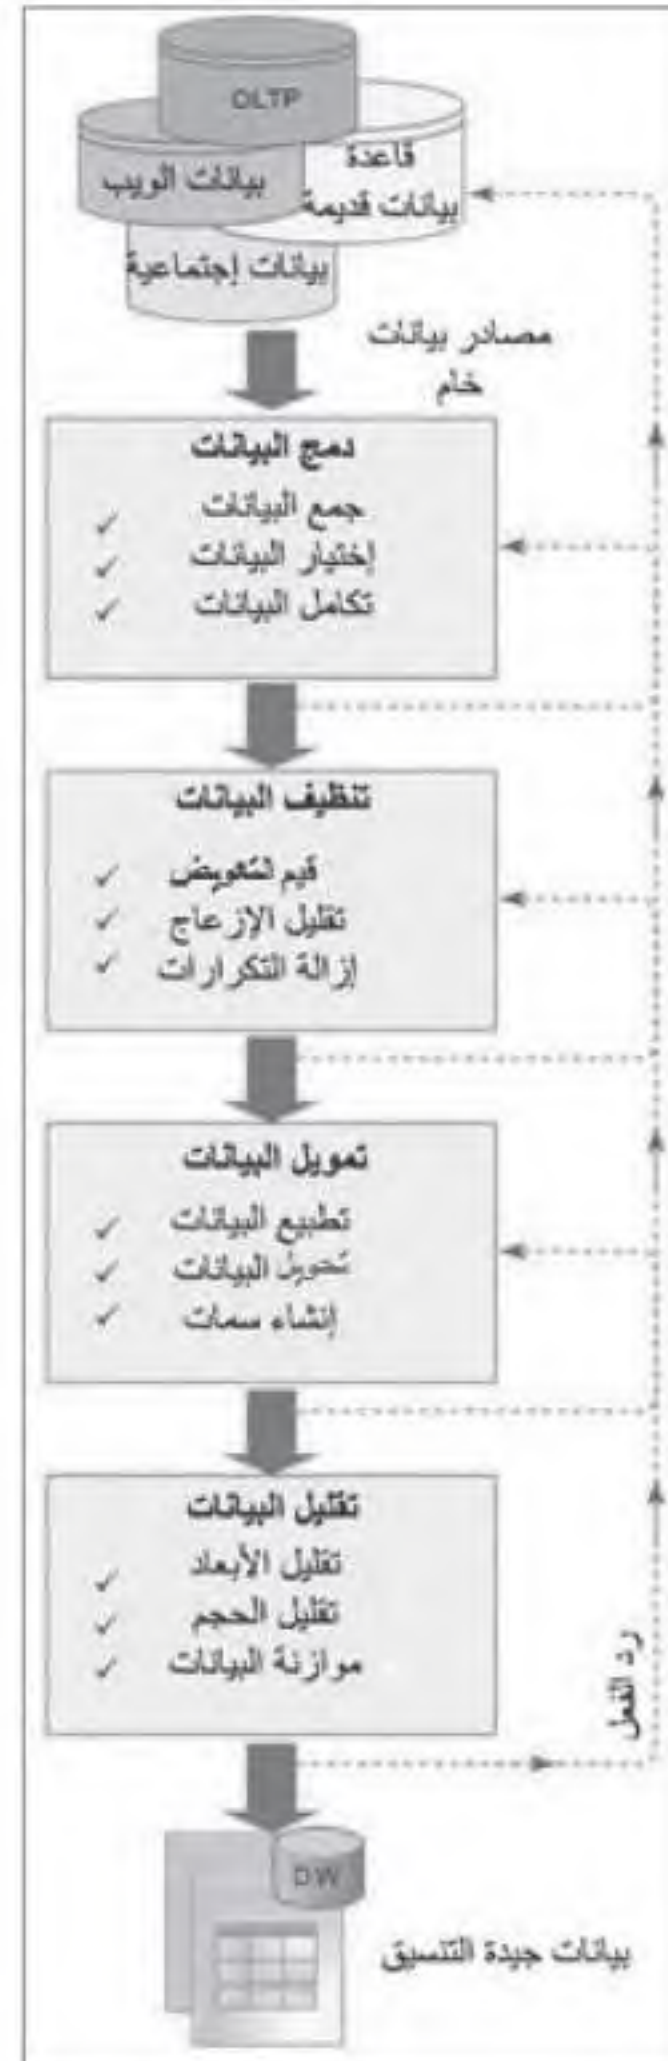 OLTP
قاعدة
بيانات قديمة
بيانات الويب
بيانات إجتماعية
مصادر بيانات
خام
دمج البيانات
✓ جمع البيانات
✓ إختيار البيانات
✓ تكامل البيانات
تنظيف البيانات
✓ قيم التعويض
✓ تقليل الإزعاج
✓ إزالة التكرارات
تمويل البيانات
✓ تطبيع البيانات
✓ تحويل البيانات
✓ إنشاء سمات
تقليل البيانات
✓ تقليل الأبعاد
✓ تقليل الحجم
✓ موازنة البيانات
رد الفعل
DW
بيانات جيدة التنسيق